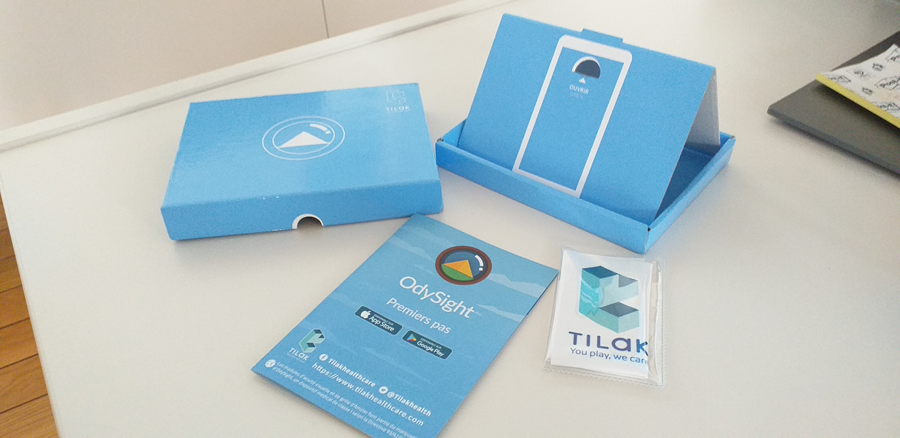 TILAK
OUVRIR
OdySight
Premiers pas
App Store
Google Play
TILAK
Tilakhealthcare
@Tilakhealth
https://www.tilakhealthcare.com
TILAK
You play, we care